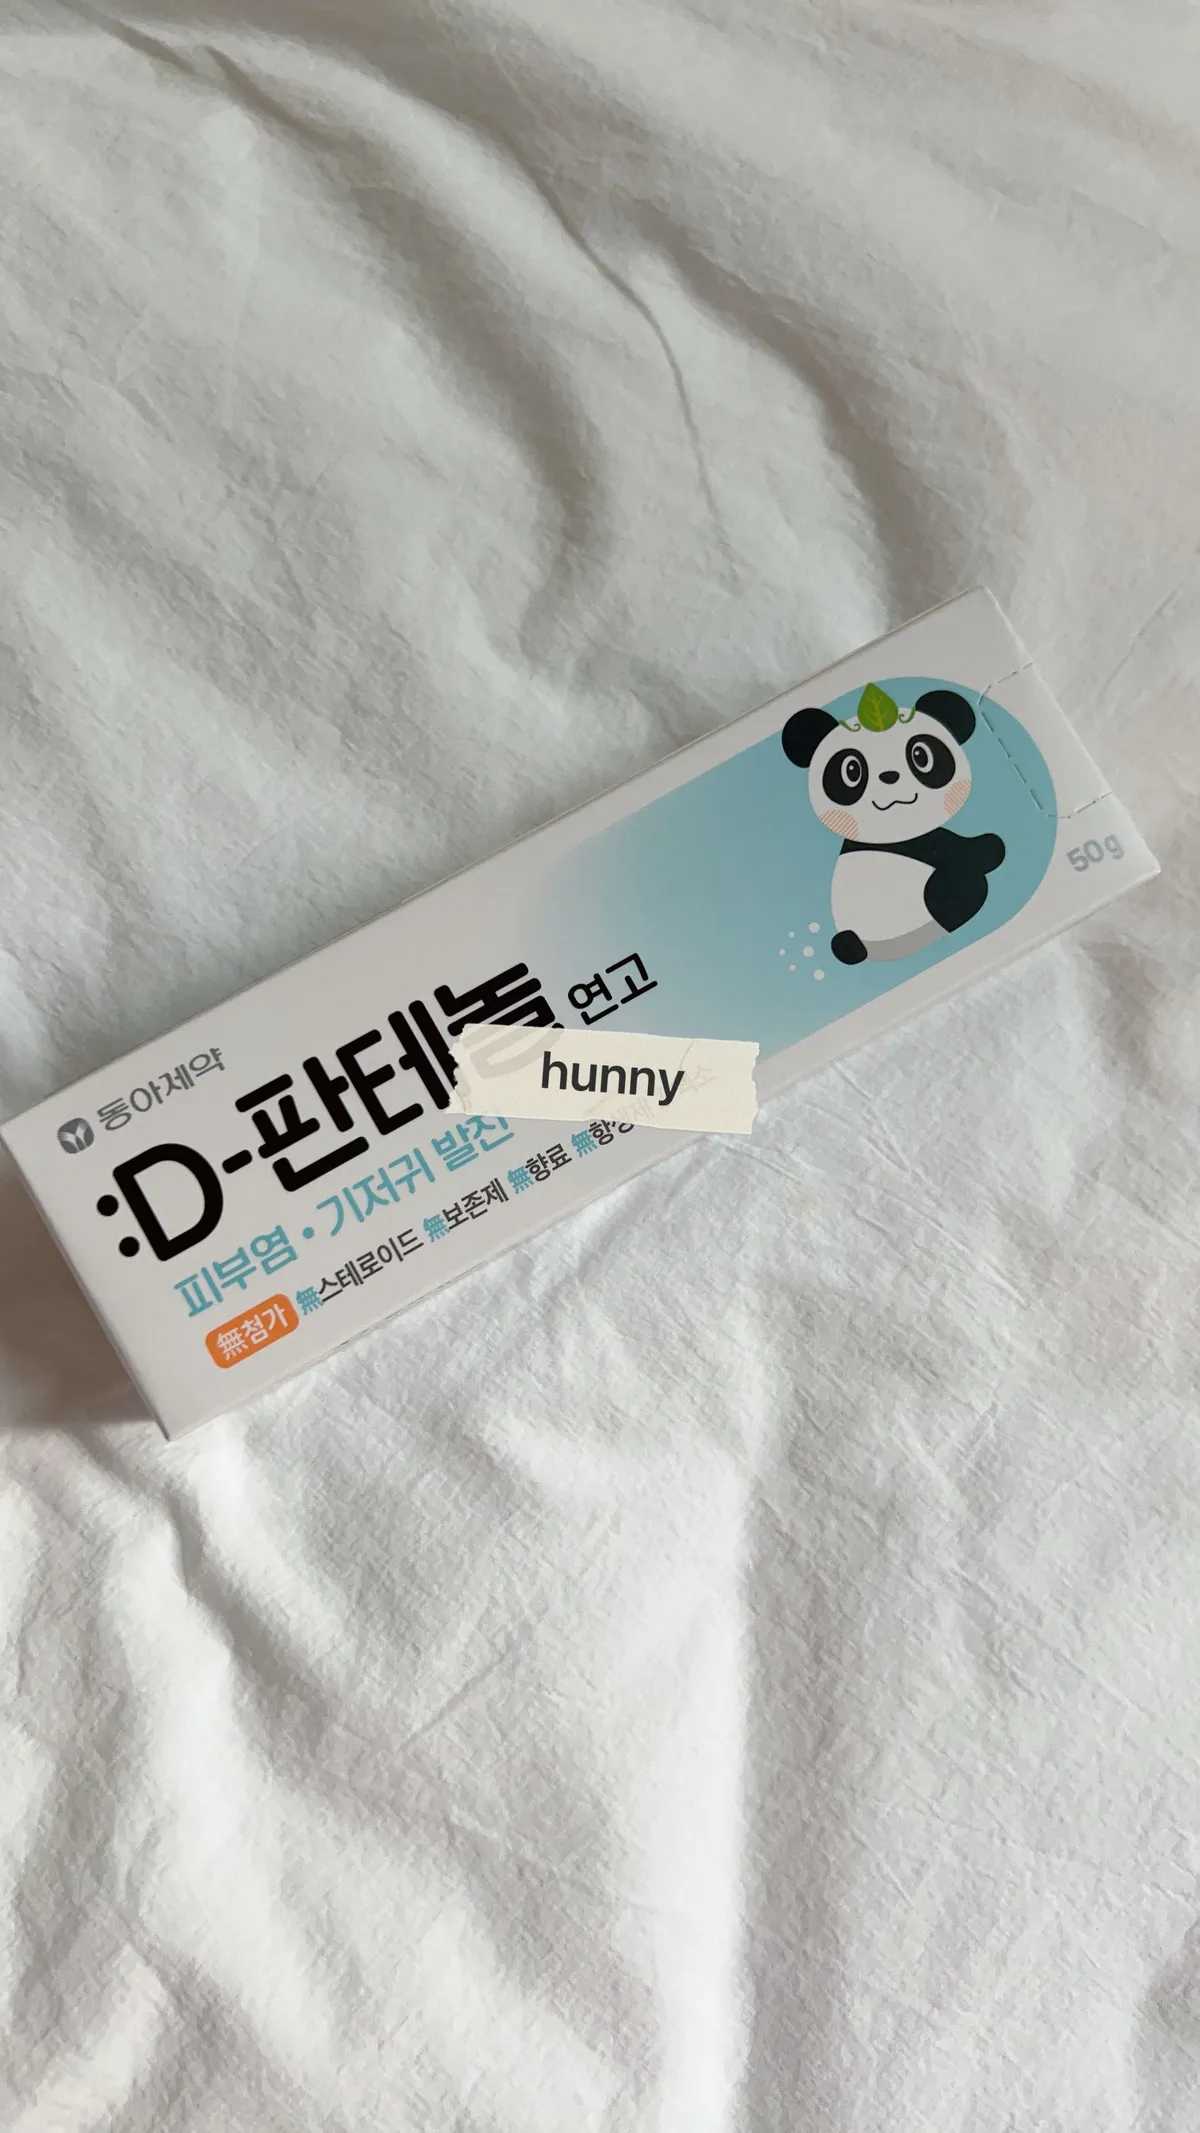 동아제약
:D-판테놀 연고
피부염 · 기저귀 발진
無첨가 無스테로이드 無보존제 無향료
hunny
50g